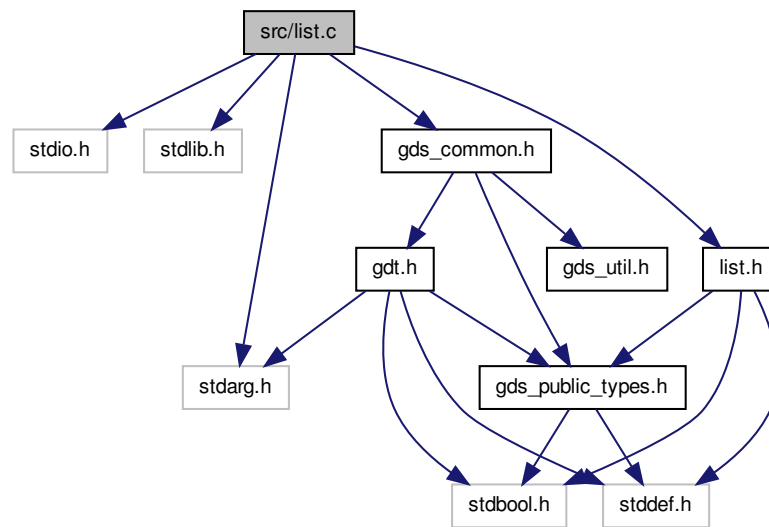 src/list.c
stdio.h
stdlib.h
gds_common.h
gdt.h
gds_util.h
list.h
stdarg.h
gds_public_types.h
stdbool.h
stddef.h